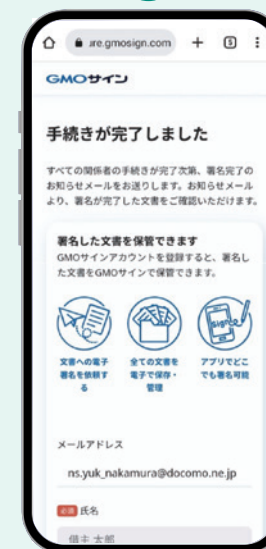 ure.gmosign.com
5
GMOサイン
手続きが完了しました
すべての関係者の手続きが完了次第、署名完了の
お知らせメールをお送りします。お知らせメール
より、署名が完了した文書をご確認いただけます。
署名した文書を保管できます
GMOサインアカウントを登録すると、署名し
た文書をGMOサインで保管できます。
Signer
文書への電子
署名を依頼す
る
全ての文書を
電子で保存・
管理
アプリでどこ
でも署名可能
メールアドレス
ns.yuk_nakamura@docomo.ne.jp
必須 氏名
借主 太郎